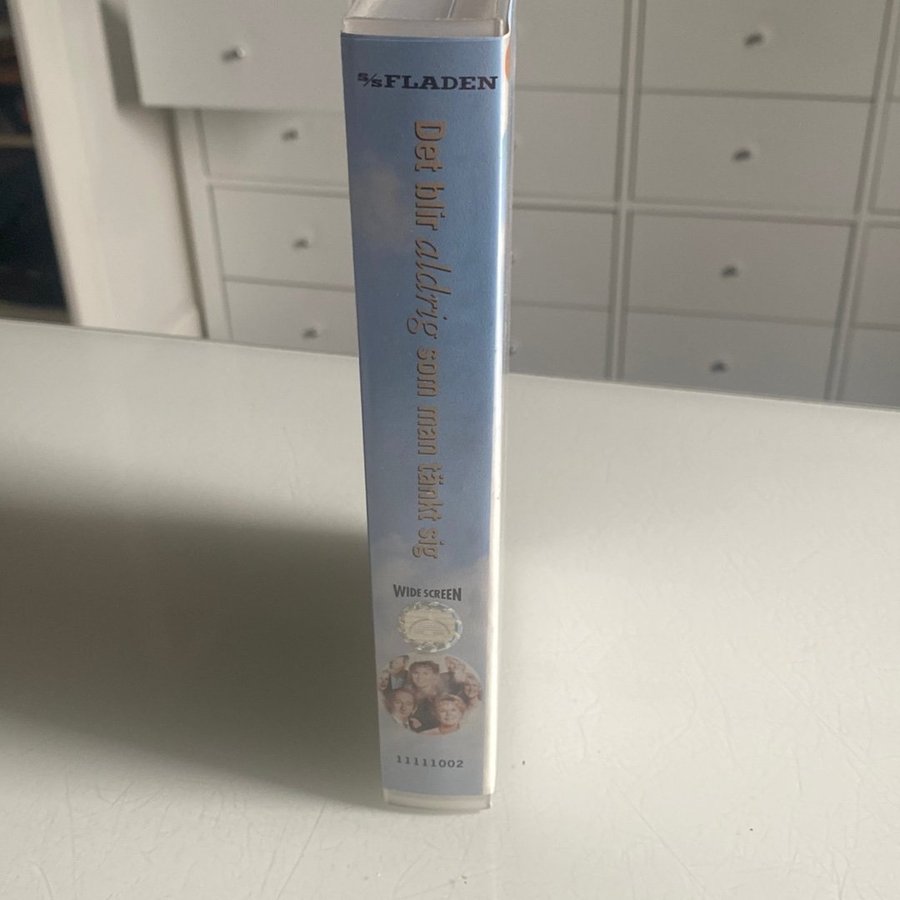 S/S FLADEN
Det blir aldrig som man tänkt sig
WIDE SCREEN
11111002